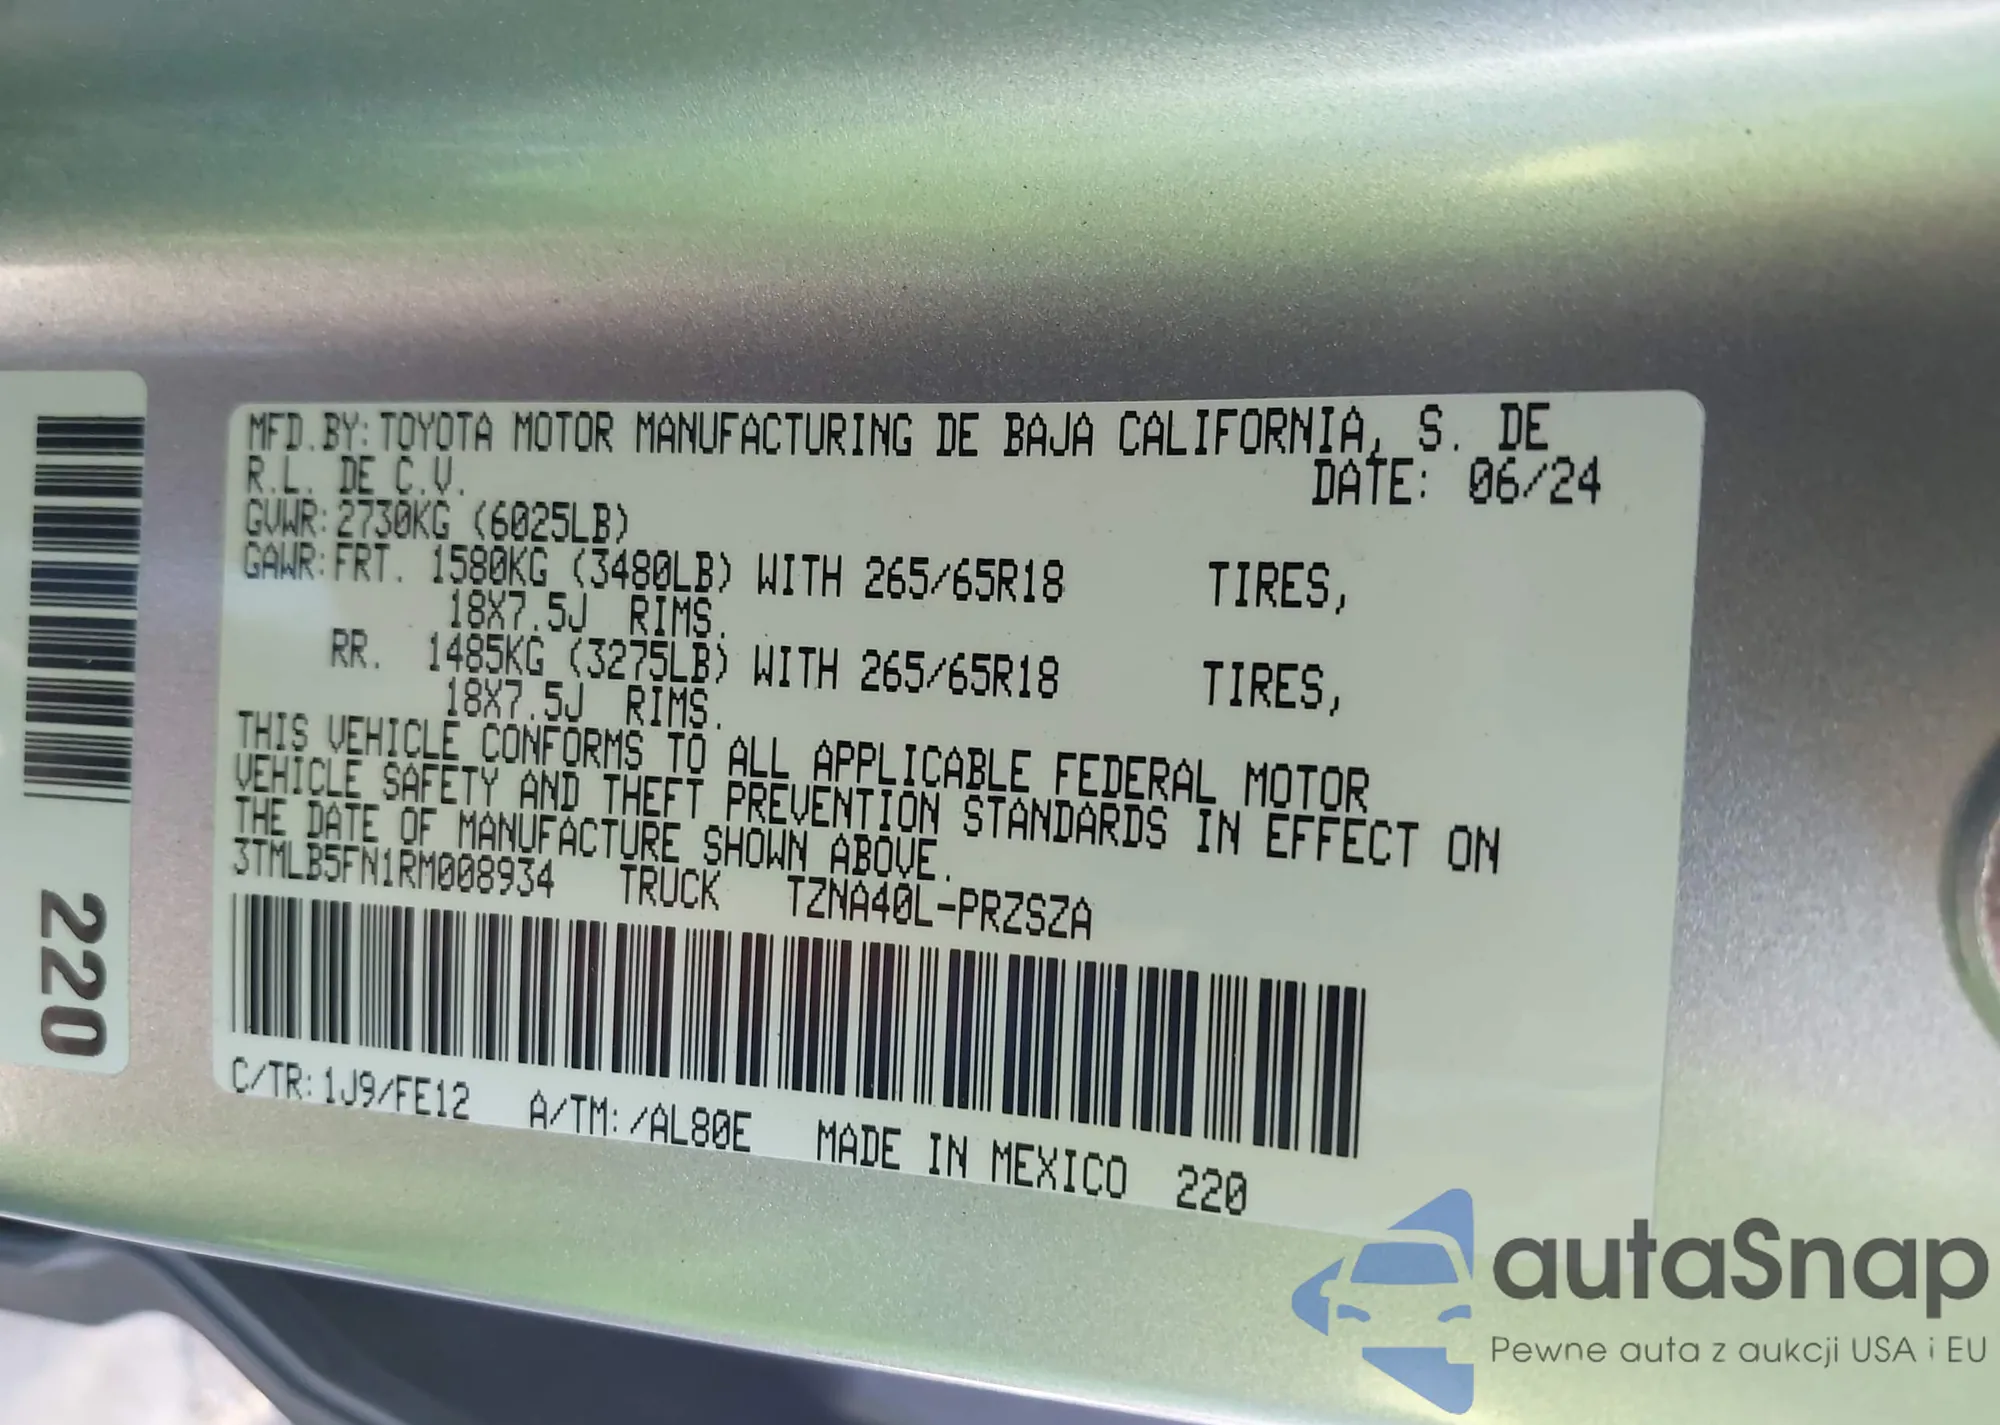 MFD.BY:TOYOTA MOTOR MANUFACTURING DE BAJA CALIFORNIA, S. DE
R.L. DE C.V.
DATE: 06/24
GVWR:2730KG (6025LB)
GAWR:FRT. 1580KG (3480LB) WITH 265/65R18 TIRES,
18X7.5J RIMS.
RR. 1485KG (3275LB) WITH 265/65R18 TIRES,
18X7.5J RIMS.
THIS VEHICLE CONFORMS TO ALL APPLICABLE FEDERAL MOTOR
VEHICLE SAFETY AND THEFT PREVENTION STANDARDS IN EFFECT ON
THE DATE OF MANUFACTURE SHOWN ABOVE.
3TMLB5FN1RM008934 TRUCK TZNA40L-PRZSZA
C/TR:1J9/FE12 A/TM:/AL80E MADE IN MEXICO 220
220
autaSnap
Pewne auta z aukcji USA i EU